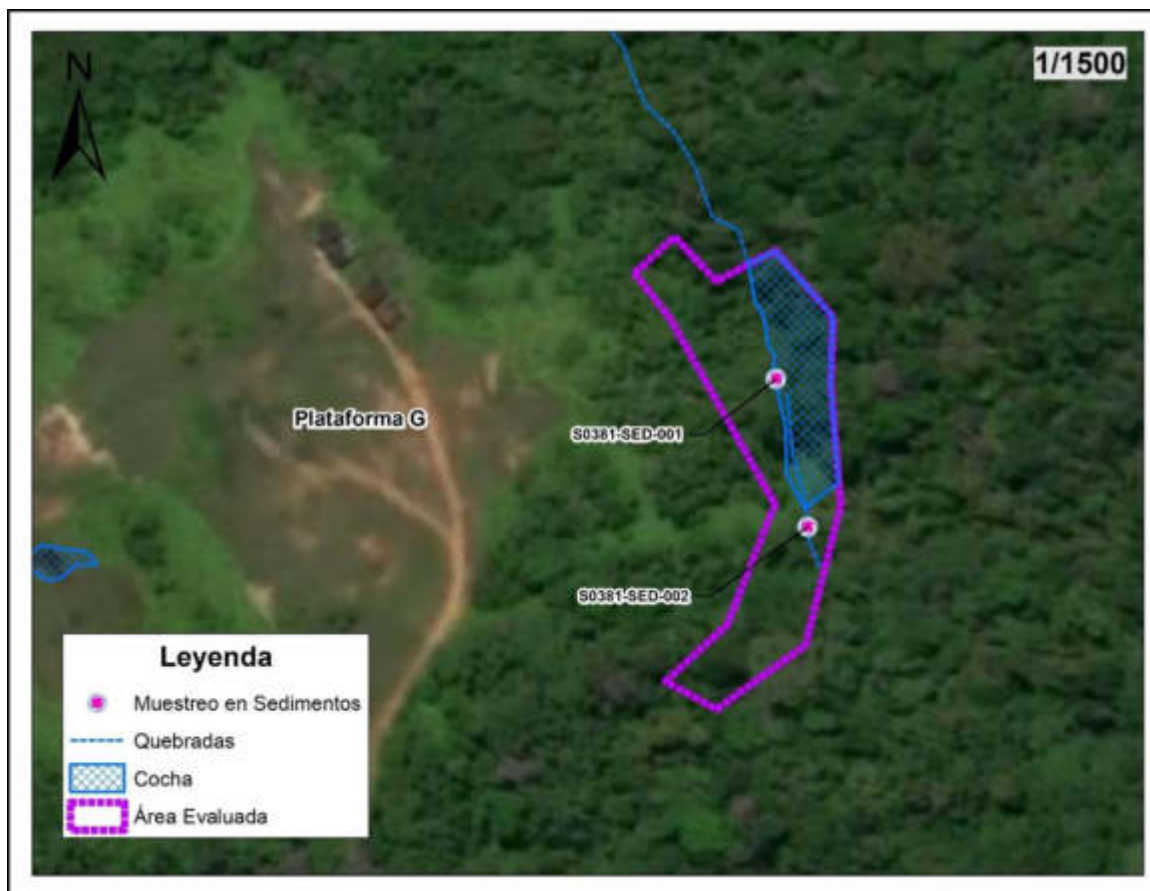 N
1/1500
Plataforma G
S0381-SED-001
S0381-SED-002
Leyenda
Muestreo en Sedimentos
Quebradas
Cocha
Área Evaluada